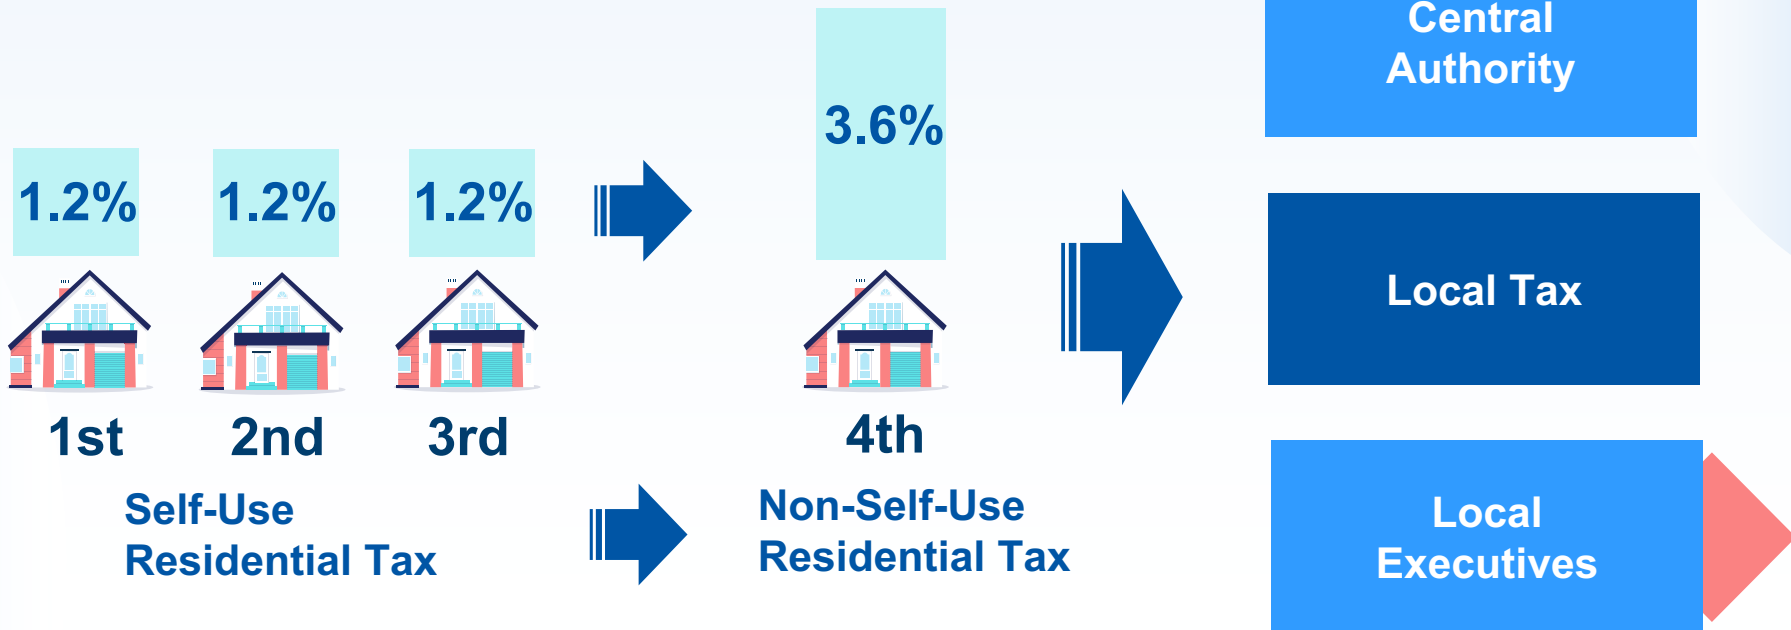 1.2%
1.2%
1.2%
3.6%
1st
2nd
3rd
4th
Self-Use
Residential Tax
Non-Self-Use
Residential Tax
Central
Authority
Local Tax
Local
Executives